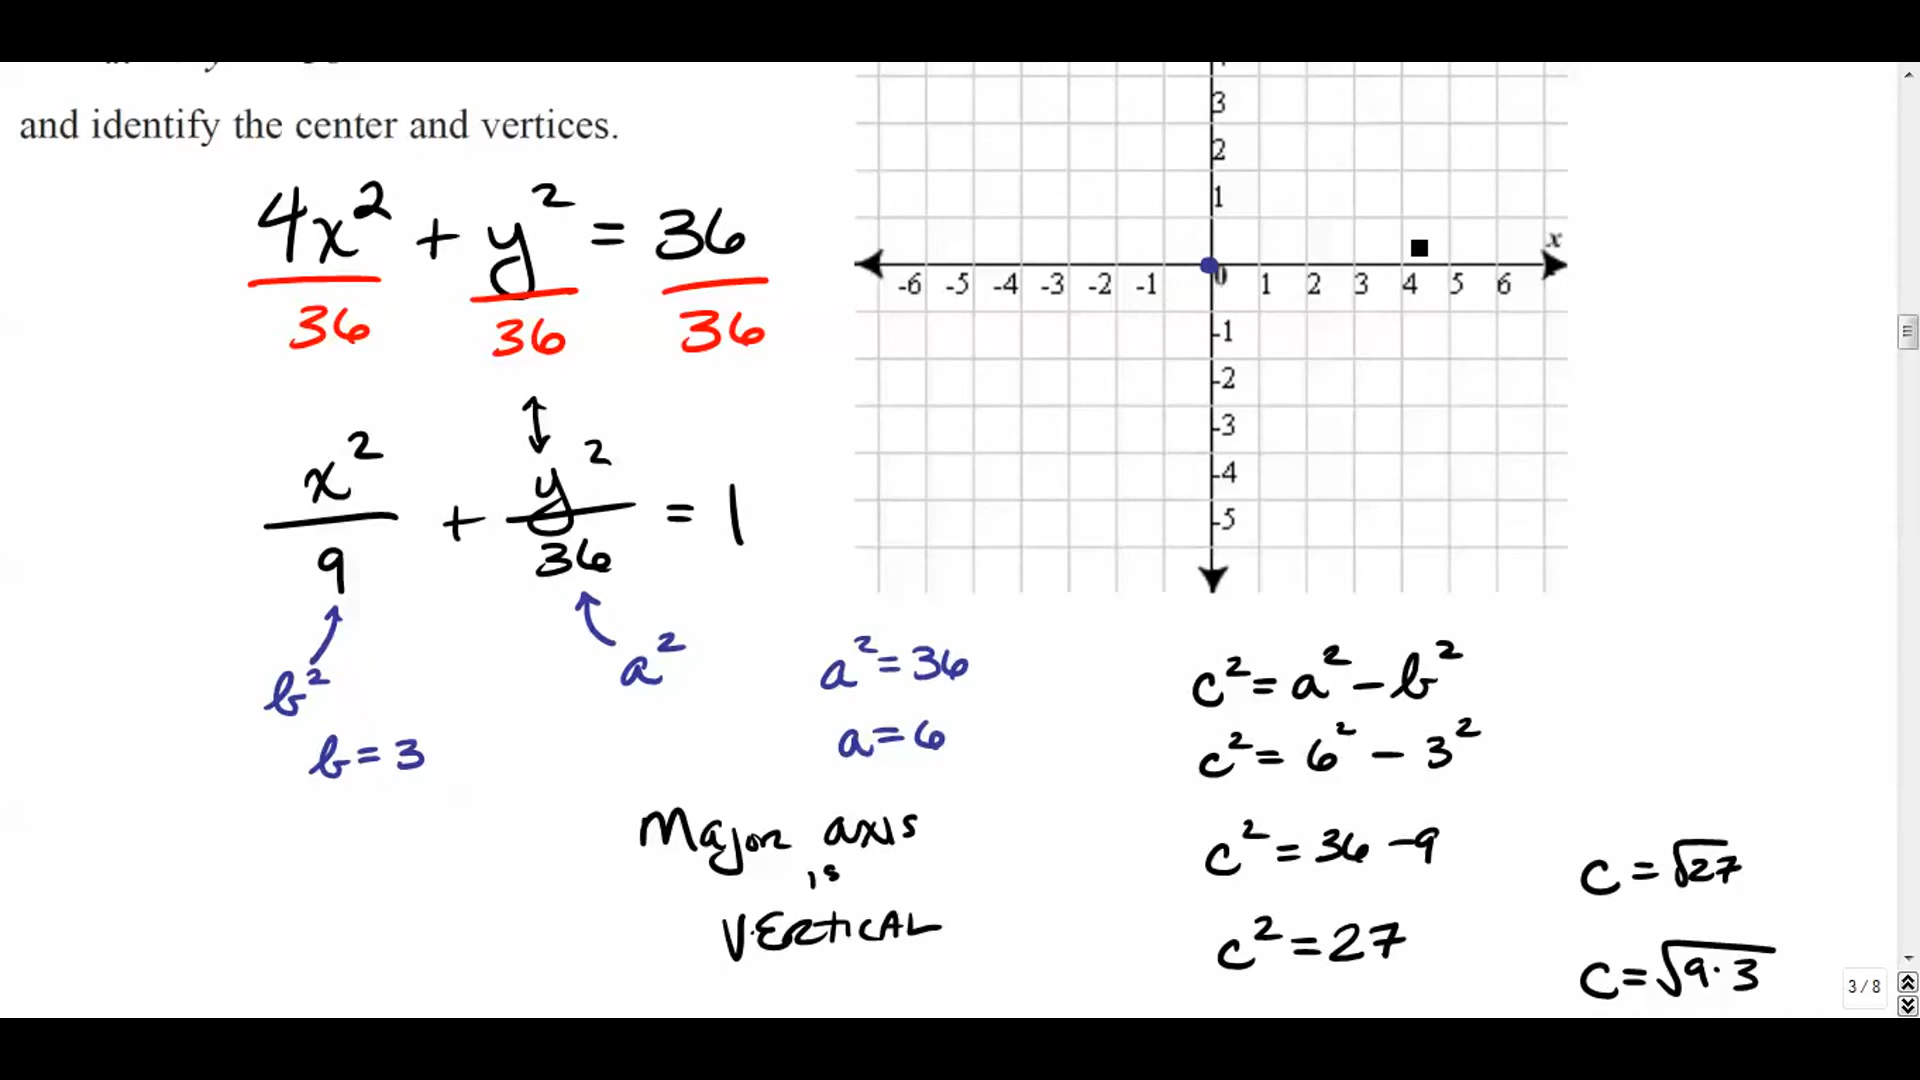 and identify the center and vertices.
4x² + y² = 36
36 36 36
x² + y² = 1
9 36
b² a²
b = 3
a² = 36
a = 6
Major axis
is
VERTICAL
3
2
1
x
-6 -5 -4 -3 -2 -1 0 1 2 3 4 5 6
-1
-2
-3
-4
-5
c² = a² - b²
c² = 6² - 3²
c² = 36 - 9
c² = 27
c = √27
c = √9·3
3 / 8